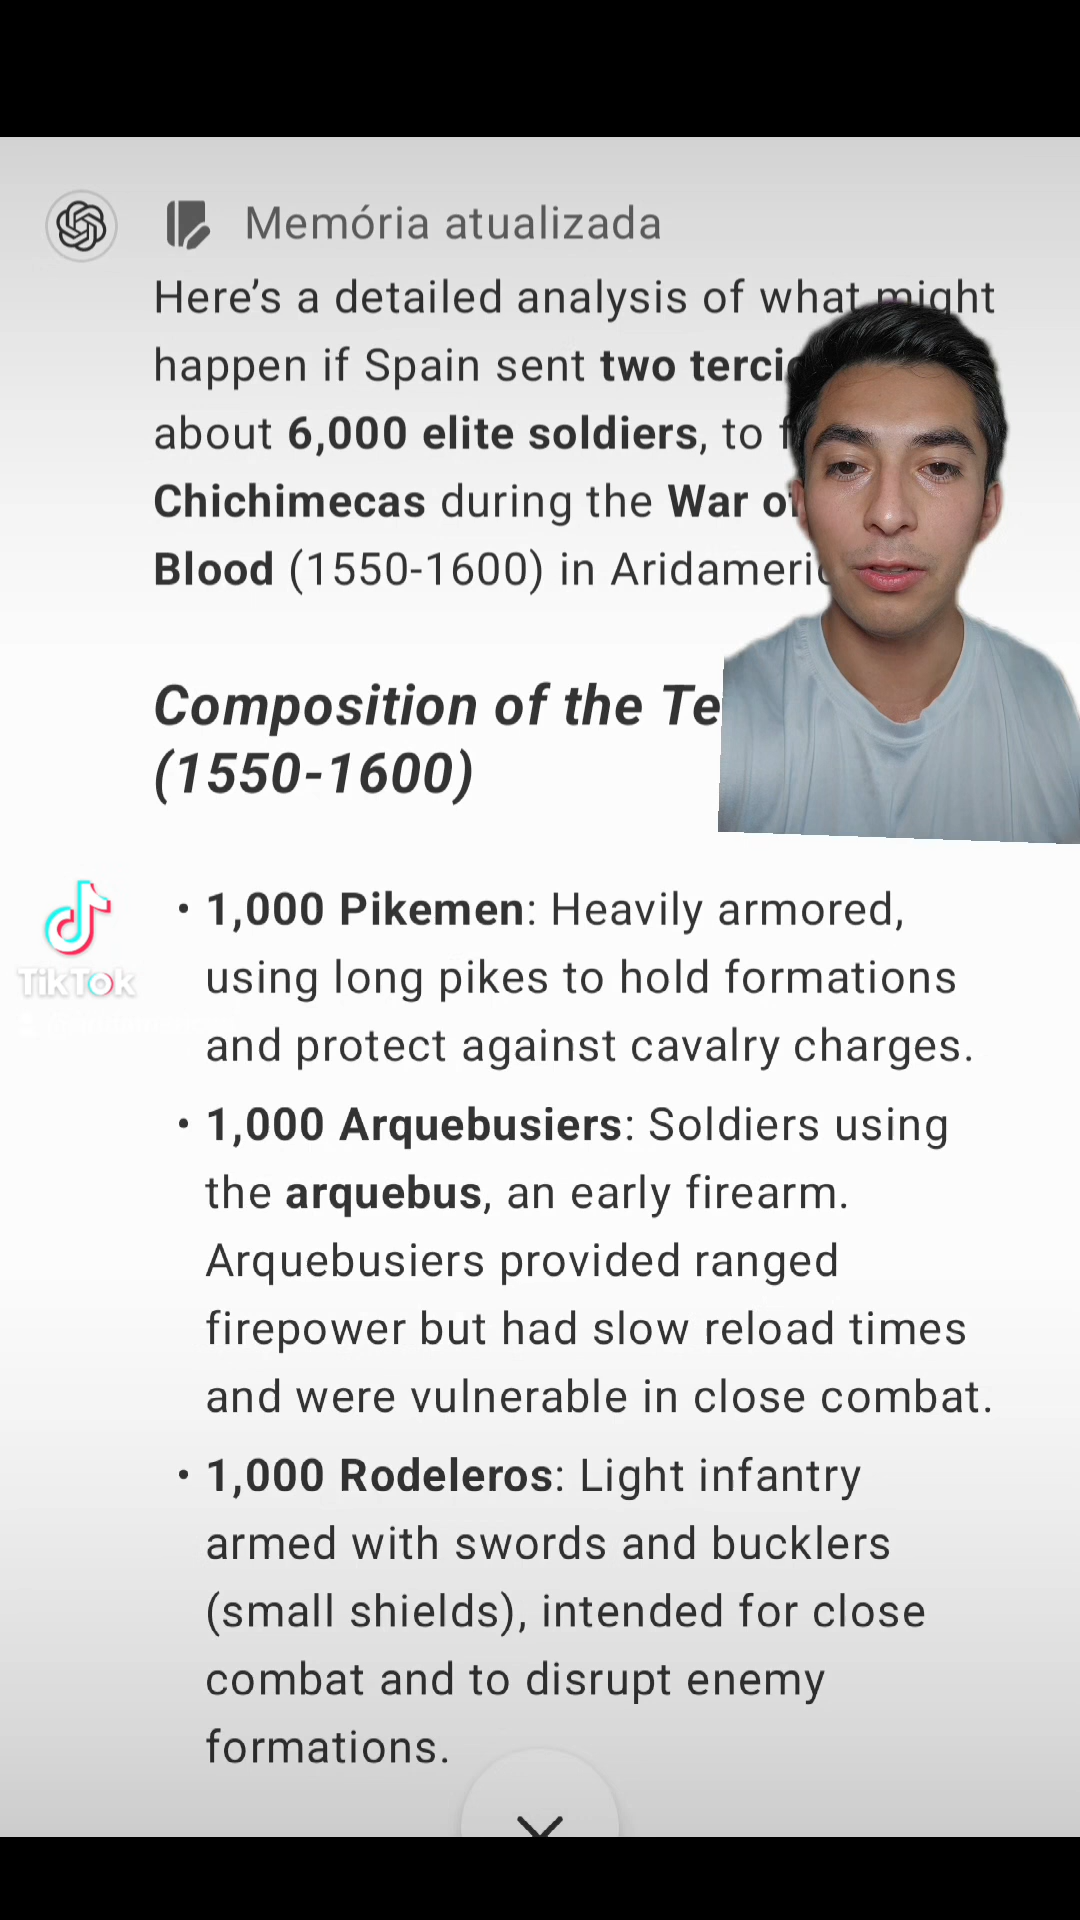 Memória atualizada
Here's a detailed analysis of what might
happen if Spain sent two
about 6,000 elite soldiers, to
Chichimecas during the War
Blood (1550-1600) in
Composition of the
(1550-1600)
• 1,000 Pikemen: Heavily armored,
using long pikes to hold formations
and protect against cavalry charges.
• 1,000 Arquebusiers: Soldiers using
the arquebus, an early firearm.
Arquebusiers provided ranged
firepower but had slow reload times
and were vulnerable in close combat.
• 1,000 Rodeleros: Light infantry
armed with swords and bucklers
(small shields), intended for close
combat and to disrupt enemy
formations.
TikTok